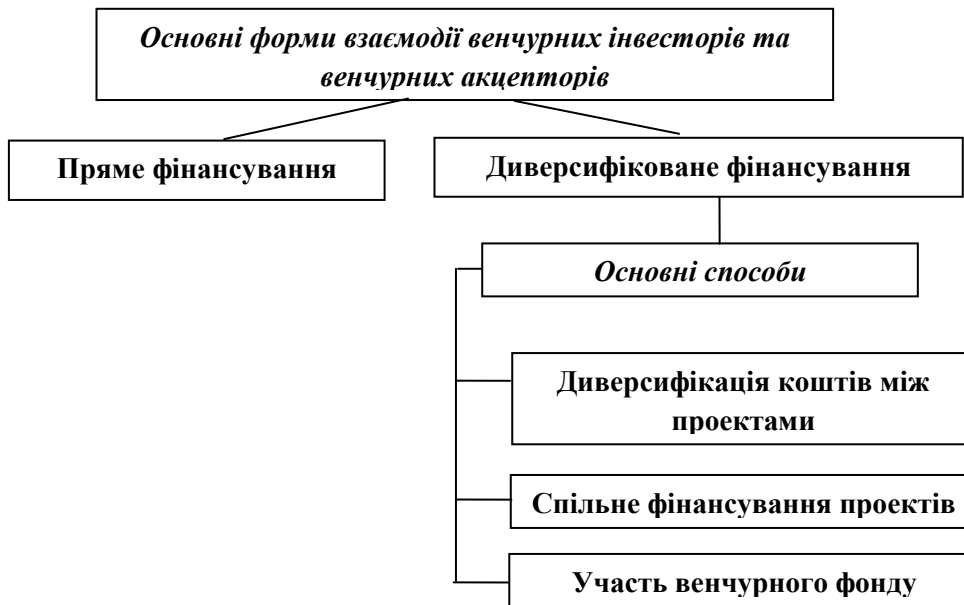 Основні форми взаємодії венчурних інвесторів та
венчурних акцепторів
Пряме фінансування
Диверсифіковане фінансування
Основні способи
Диверсифікація коштів між
проектами
Спільне фінансування проектів
Участь венчурного фонду